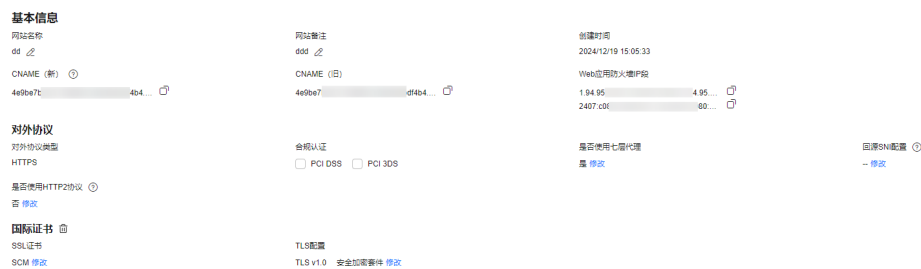 基本信息
网站名称 网站备注 创建时间
dd ddd 2024/12/19 15:05:33
CNAME（新） CNAME（旧） Web应用防火墙IP段
4e9be7b 4b4.... 4e9be7 df4b4.... 1.94.95 4.95....
2407:c0 80:...
对外协议
对外协议类型 合规认证 是否使用七层代理 回源SNI配置
HTTPS PCI DSS PCI 3DS 是 修改 -- 修改
是否使用HTTP2协议
否 修改
国际证书
SSL证书 TLS配置
SCM 修改 TLS v1.0 安全加密套件 修改